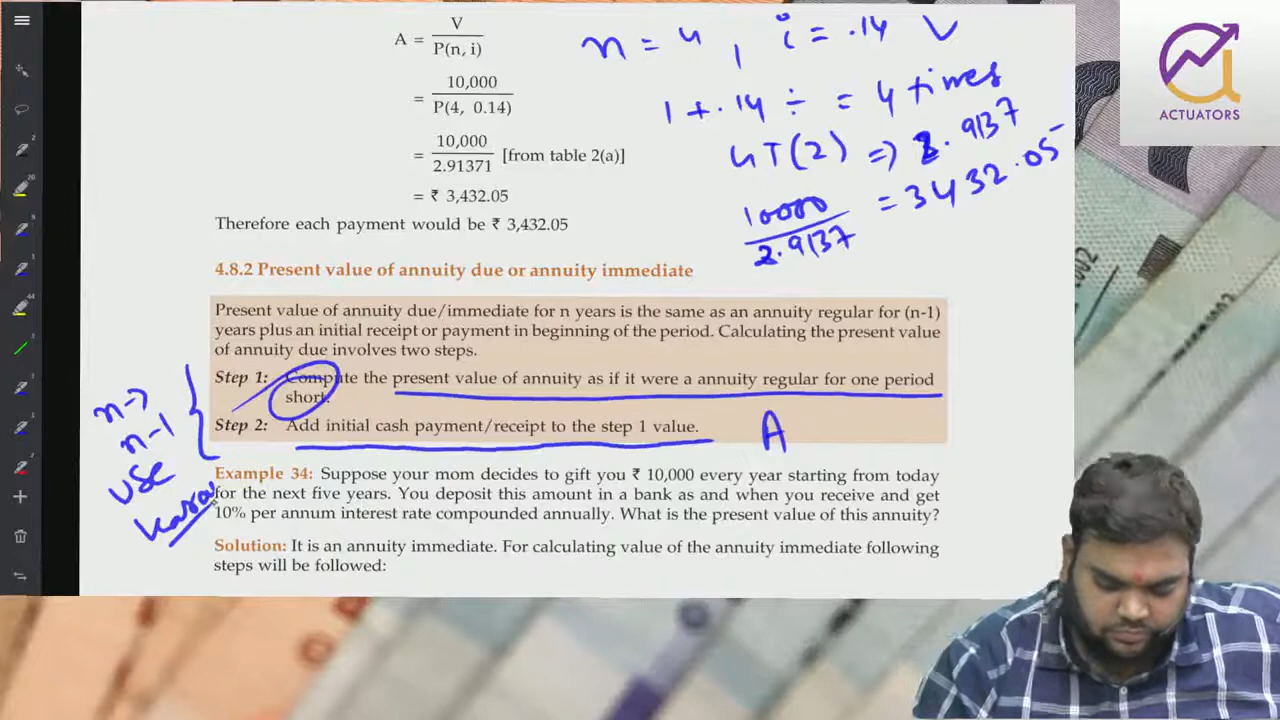 A = V / P(n, i)
= 10,000 / P(4, 0.14)
= 10,000 / 2.91371 [from table 2(a)]
= ₹ 3,432.05
Therefore each payment would be ₹ 3,432.05
n = 4 , i = .14 V
1 + .14 ÷ = 4 times
GT(2) => 2.9137
10000 / 2.9137 = 3432.05
ACTUATORS
4.8.2 Present value of annuity due or annuity immediate
Present value of annuity due/immediate for n years is the same as an annuity regular for (n-1)
years plus an initial receipt or payment in beginning of the period. Calculating the present value
of annuity due involves two steps.
Step 1: Compute the present value of annuity as if it were a annuity regular for one period
short.
Step 2: Add initial cash payment/receipt to the step 1 value.
A
n->
n-1
use
Example 34: Suppose your mom decides to gift you ₹ 10,000 every year starting from today
for the next five years. You deposit this amount in a bank as and when you receive and get
10% per annum interest rate compounded annually. What is the present value of this annuity?
Solution: It is an annuity immediate. For calculating value of the annuity immediate following
steps will be followed: